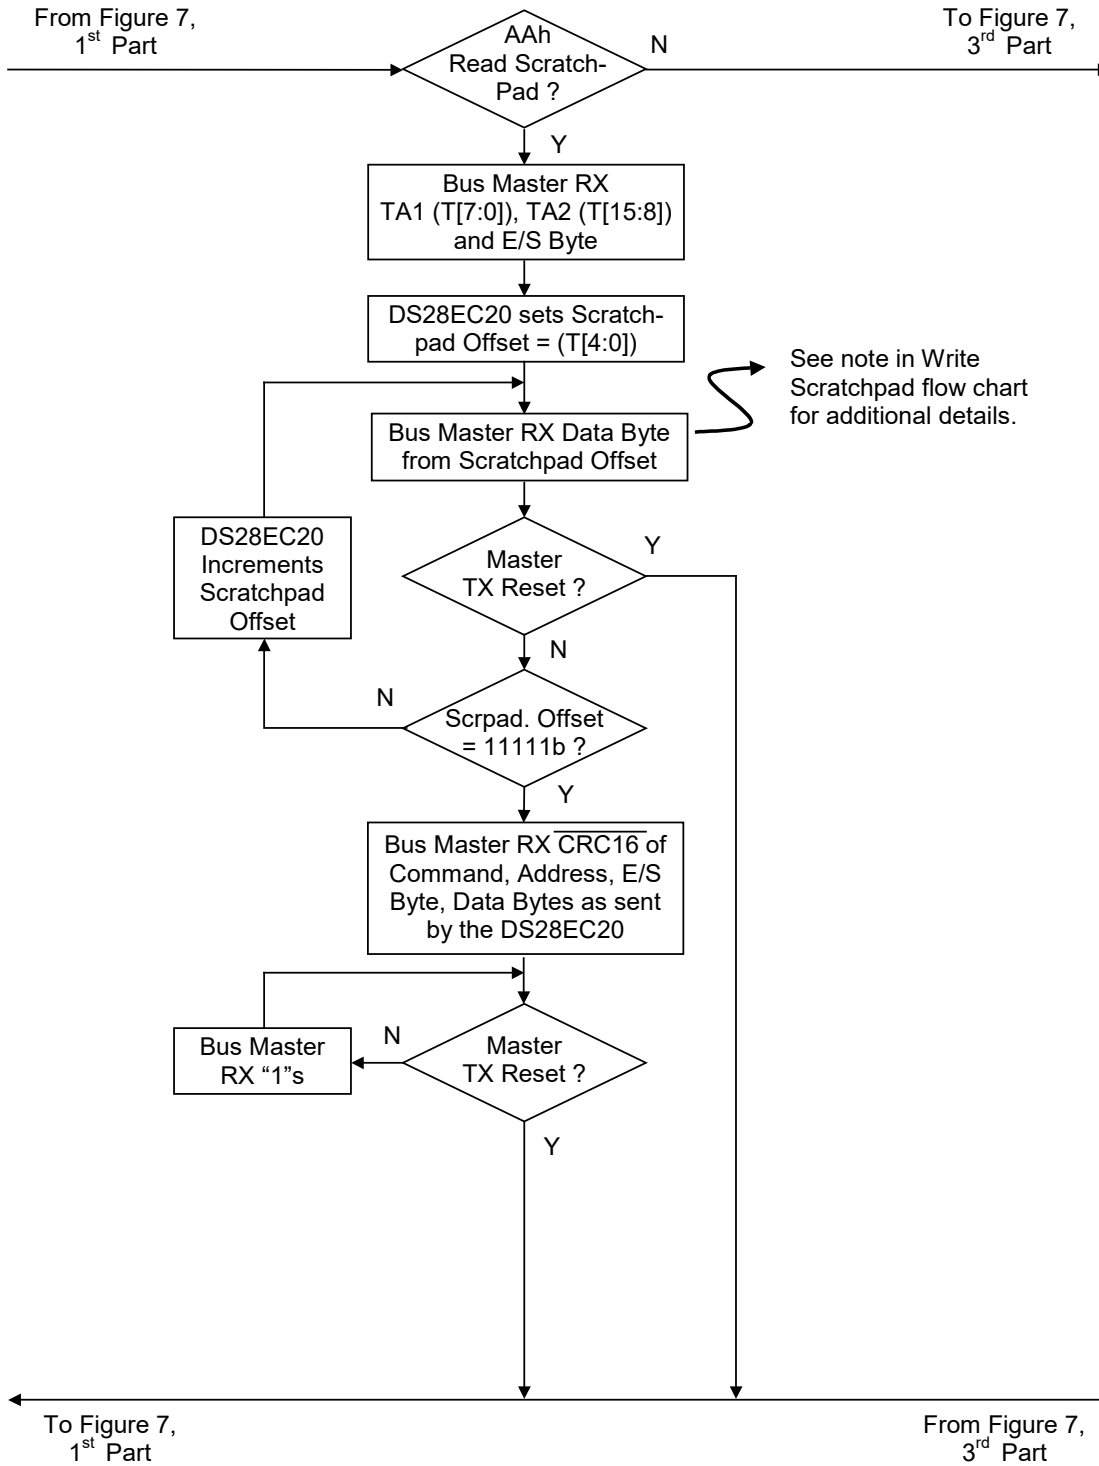 From Figure 7,
1st Part
To Figure 7,
3rd Part
AAh
Read Scratch-
Pad ?
N
Y
Bus Master RX
TA1 (T[7:0]), TA2 (T[15:8])
and E/S Byte
DS28EC20 sets Scratch-
pad Offset = (T[4:0])
See note in Write
Scratchpad flow chart
for additional details.
Bus Master RX Data Byte
from Scratchpad Offset
DS28EC20
Increments
Scratchpad
Offset
Master
TX Reset ?
Y
N
Scrpad. Offset
= 11111b ?
N
Y
Bus Master RX CRC16 of
Command, Address, E/S
Byte, Data Bytes as sent
by the DS28EC20
Master
TX Reset ?
N
Bus Master
RX “1”s
Y
To Figure 7,
1st Part
From Figure 7,
3rd Part